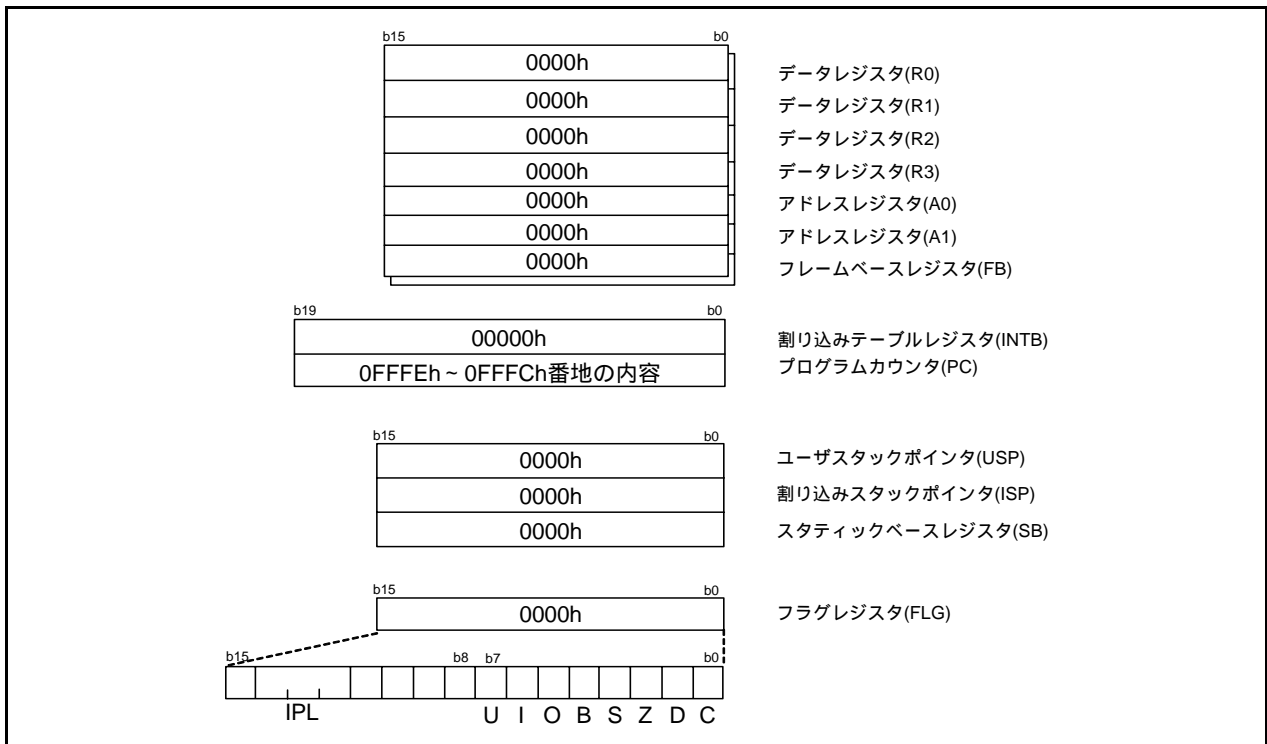 b15 b0
0000h データレジスタ(R0)
0000h データレジスタ(R1)
0000h データレジスタ(R2)
0000h データレジスタ(R3)
0000h アドレスレジスタ(A0)
0000h アドレスレジスタ(A1)
0000h フレームベースレジスタ(FB)
b19 b0
00000h 割り込みテーブルレジスタ(INTB)
0FFFEh ~ 0FFFCh番地の内容 プログラムカウンタ(PC)
b15 b0
0000h ユーザスタックポインタ(USP)
0000h 割り込みスタックポインタ(ISP)
0000h スタティックベースレジスタ(SB)
b15 b0
0000h フラグレジスタ(FLG)
b15 b8 b7 b0
IPL U I O B S Z D C